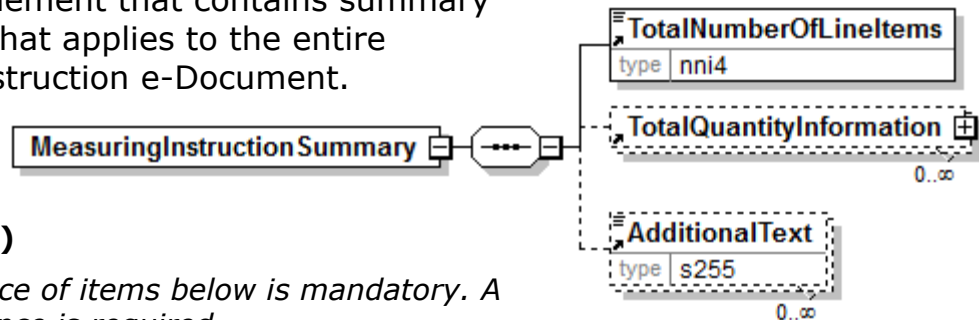 ement that contains summary
hat applies to the entire
struction e-Document.
TotalNumberOfLineItems
type nni4
MeasuringInstructionSummary
TotalQuantityInformation
0..∞
AdditionalText
type s255
0..∞
)
ce of items below is mandatory. A